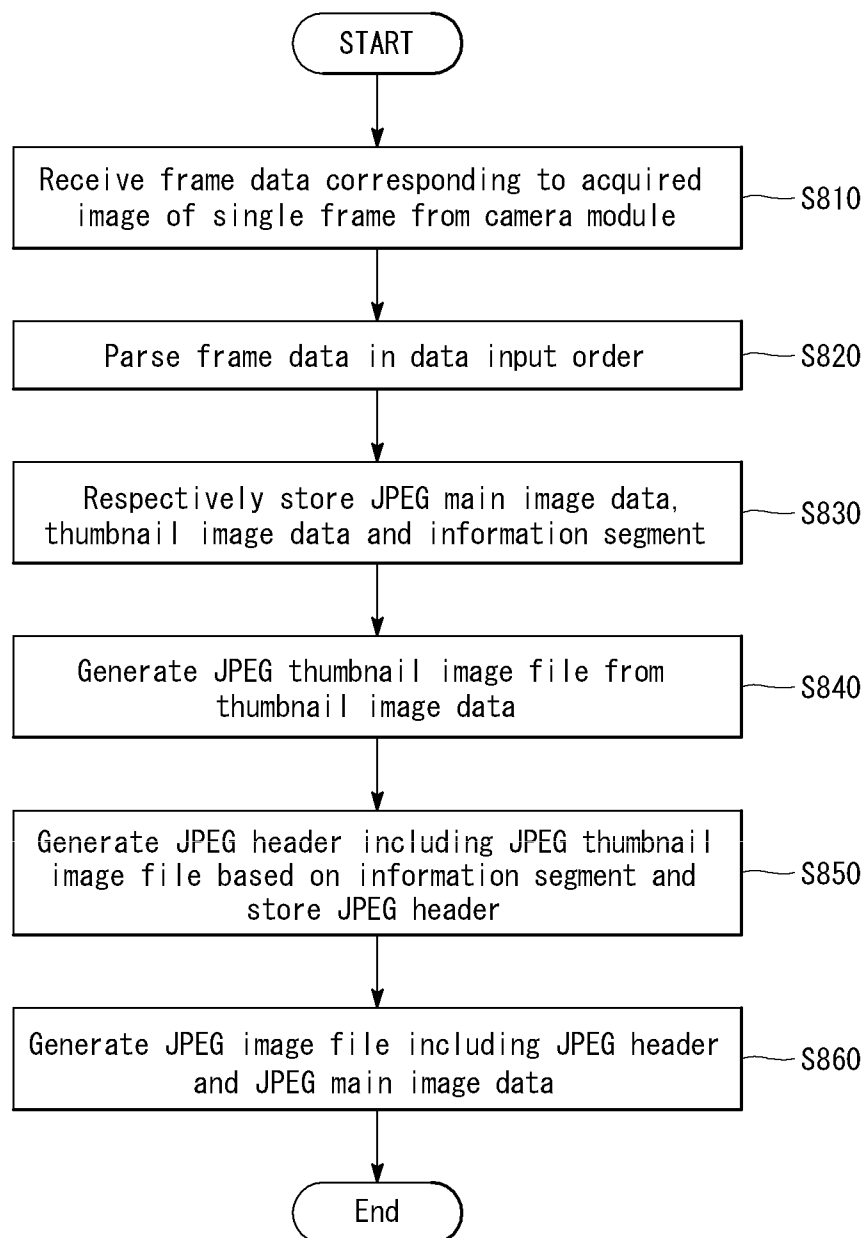 START
Receive frame data corresponding to acquired
image of single frame from camera module
S810
Parse frame data in data input order
S820
Respectively store JPEG main image data,
thumbnail image data and information segment
S830
Generate JPEG thumbnail image file from
thumbnail image data
S840
Generate JPEG header including JPEG thumbnail
image file based on information segment and
store JPEG header
S850
Generate JPEG image file including JPEG header
and JPEG main image data
S860
End